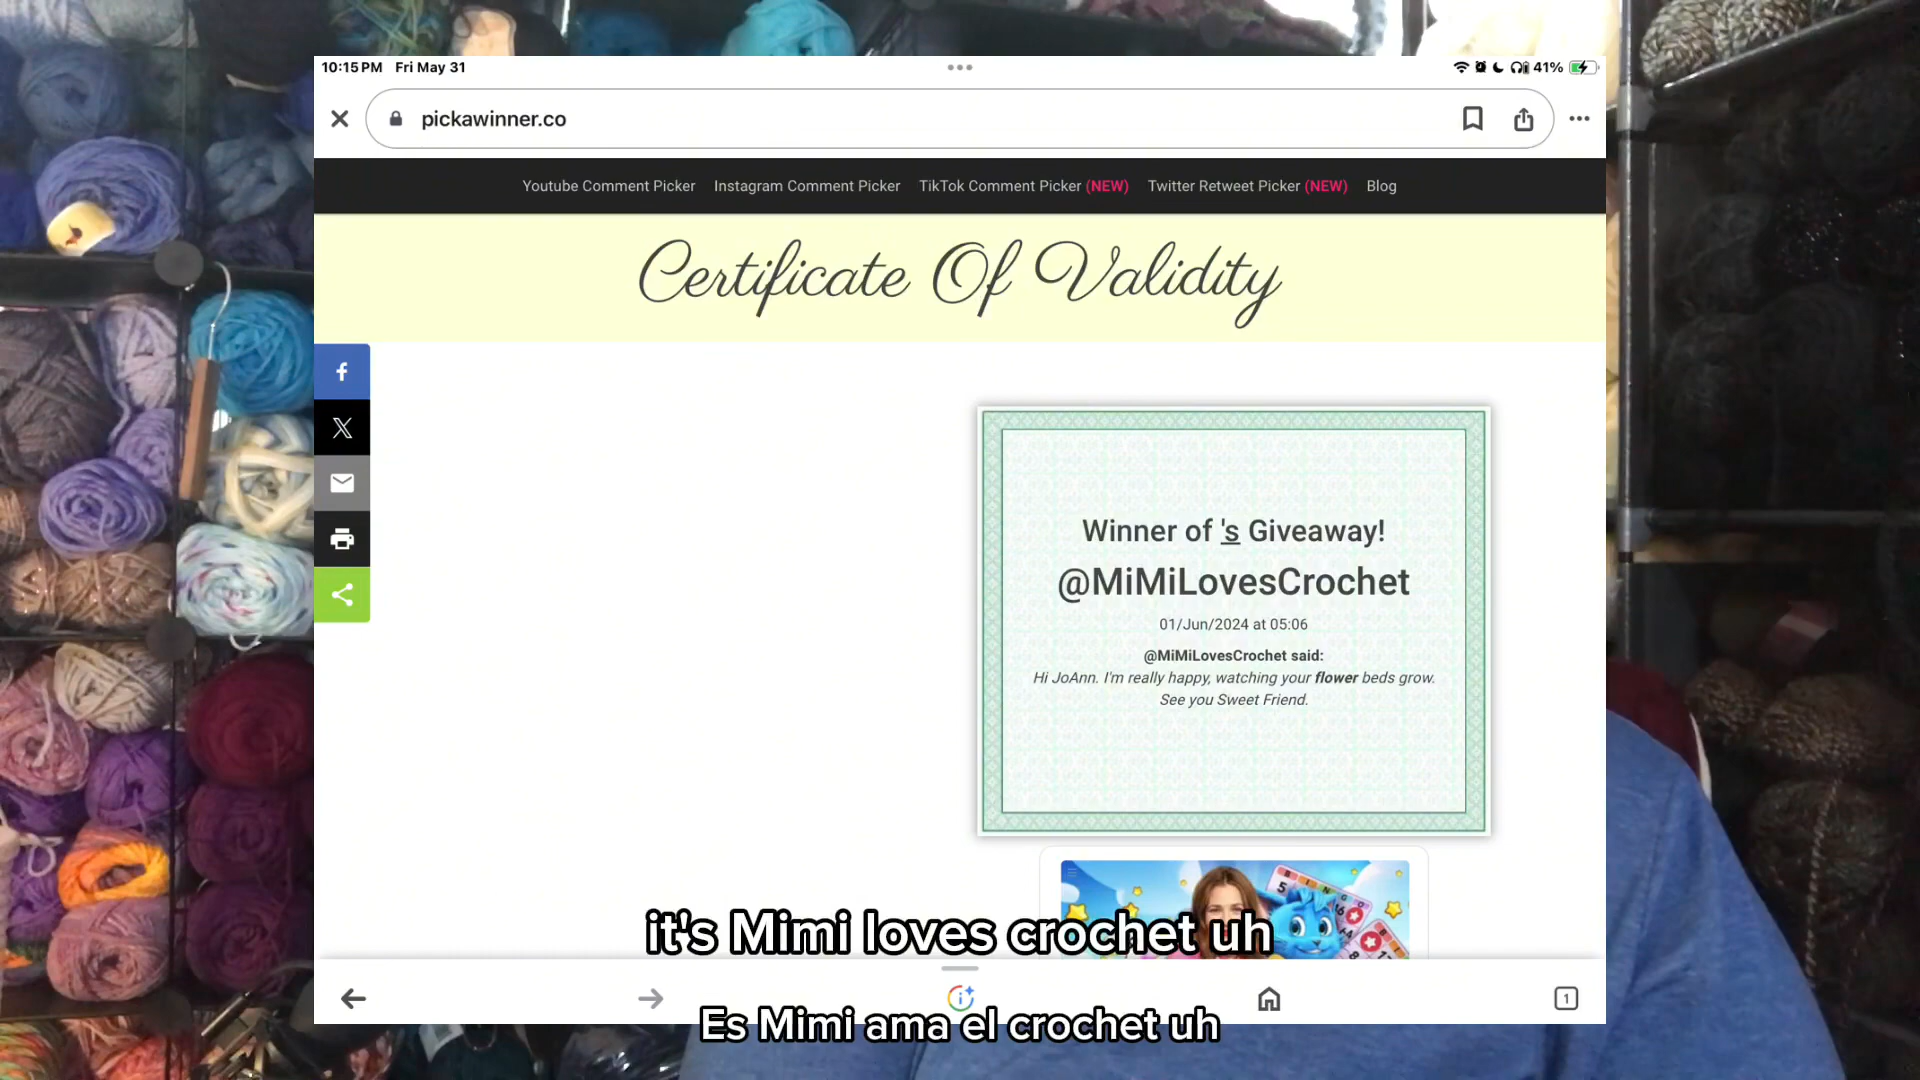 10:15 PM Fri May 31
41%
pickawinner.co
Youtube Comment Picker Instagram Comment Picker TikTok Comment Picker (NEW) Twitter Retweet Picker (NEW) Blog
Certificate Of Validity
Winner of 's Giveaway!
@MiMiLovesCrochet
01/Jun/2024 at 05:06
@MiMiLovesCrochet said:
Hi JoAnn. I'm really happy, watching your flower beds grow.
See you Sweet Friend.
it's Mimi loves crochet uh
1
Es Mimi ama el crochet uh